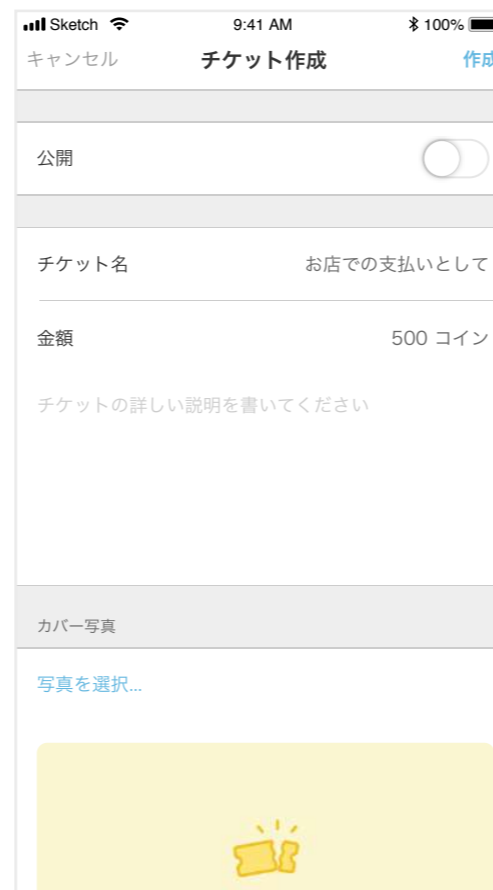 Sketch 9:41 AM 100%
キャンセル チケット作成 作成
公開
チケット名 お店での支払いとして
金額 500 コイン
チケットの詳しい説明を書いてください
カバー写真
写真を選択...